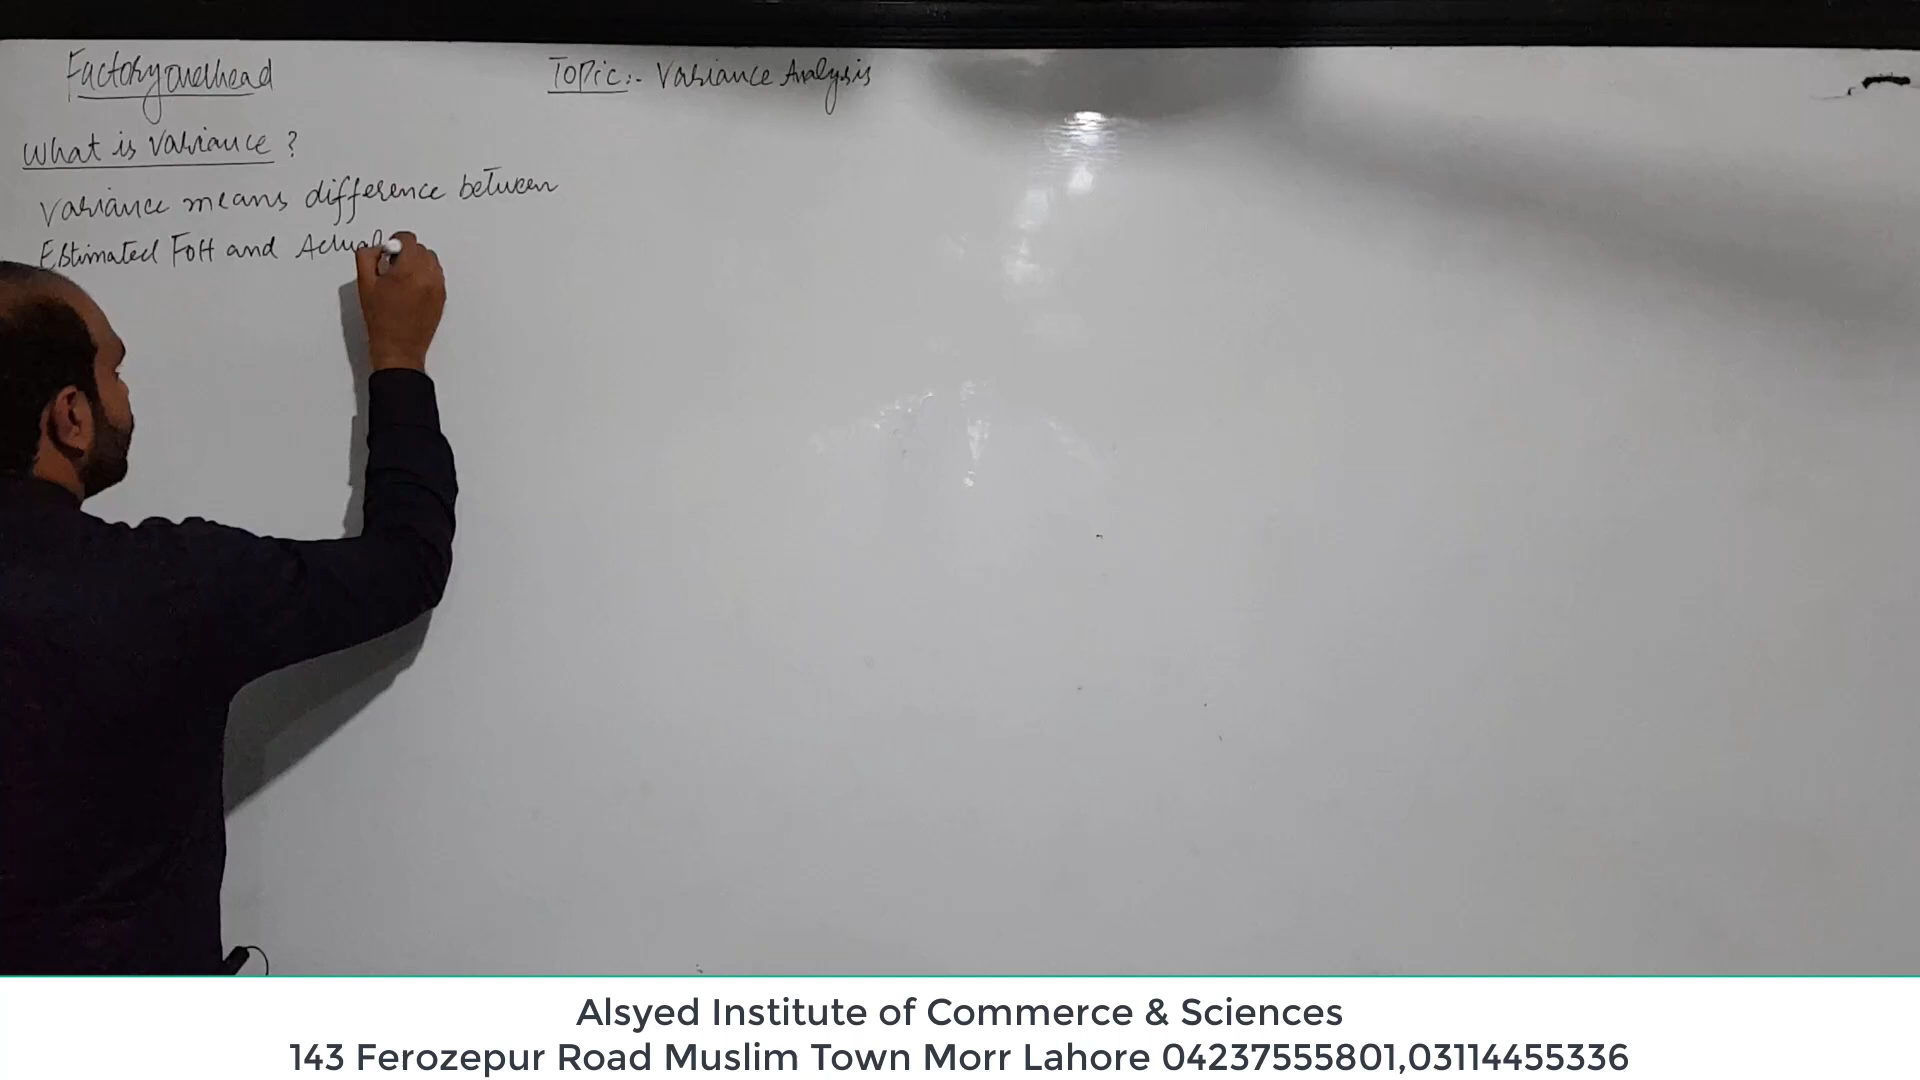 Factory overhead
Topic:- Variance Analysis
What is variance ?
Variance means difference between
Estimated FOH and Actual
Alsyed Institute of Commerce & Sciences
143 Ferozepur Road Muslim Town Morr Lahore 04237555801,03114455336